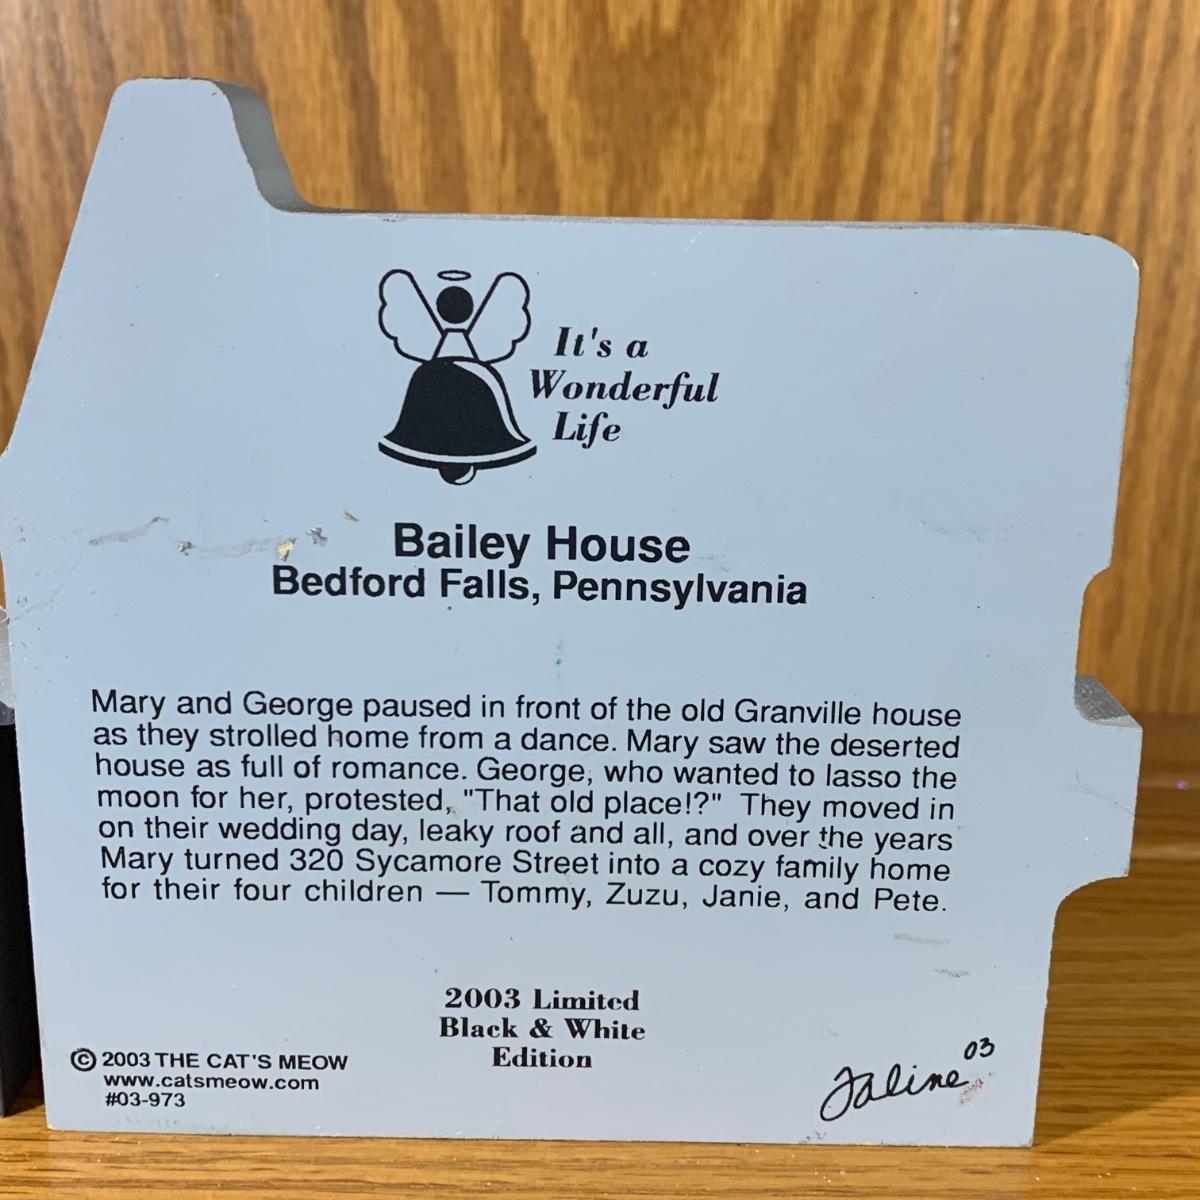 It's a
Wonderful
Life
Bailey House
Bedford Falls, Pennsylvania
Mary and George paused in front of the old Granville house
as they strolled home from a dance. Mary saw the deserted
house as full of romance. George, who wanted to lasso the
moon for her, protested, "That old place!?" They moved in
on their wedding day, leaky roof and all, and over the years
Mary turned 320 Sycamore Street into a cozy family home
for their four children — Tommy, Zuzu, Janie, and Pete.
2003 Limited
Black & White
Edition
© 2003 THE CAT'S MEOW
www.catsmeow.com
#03-973
Faline 03